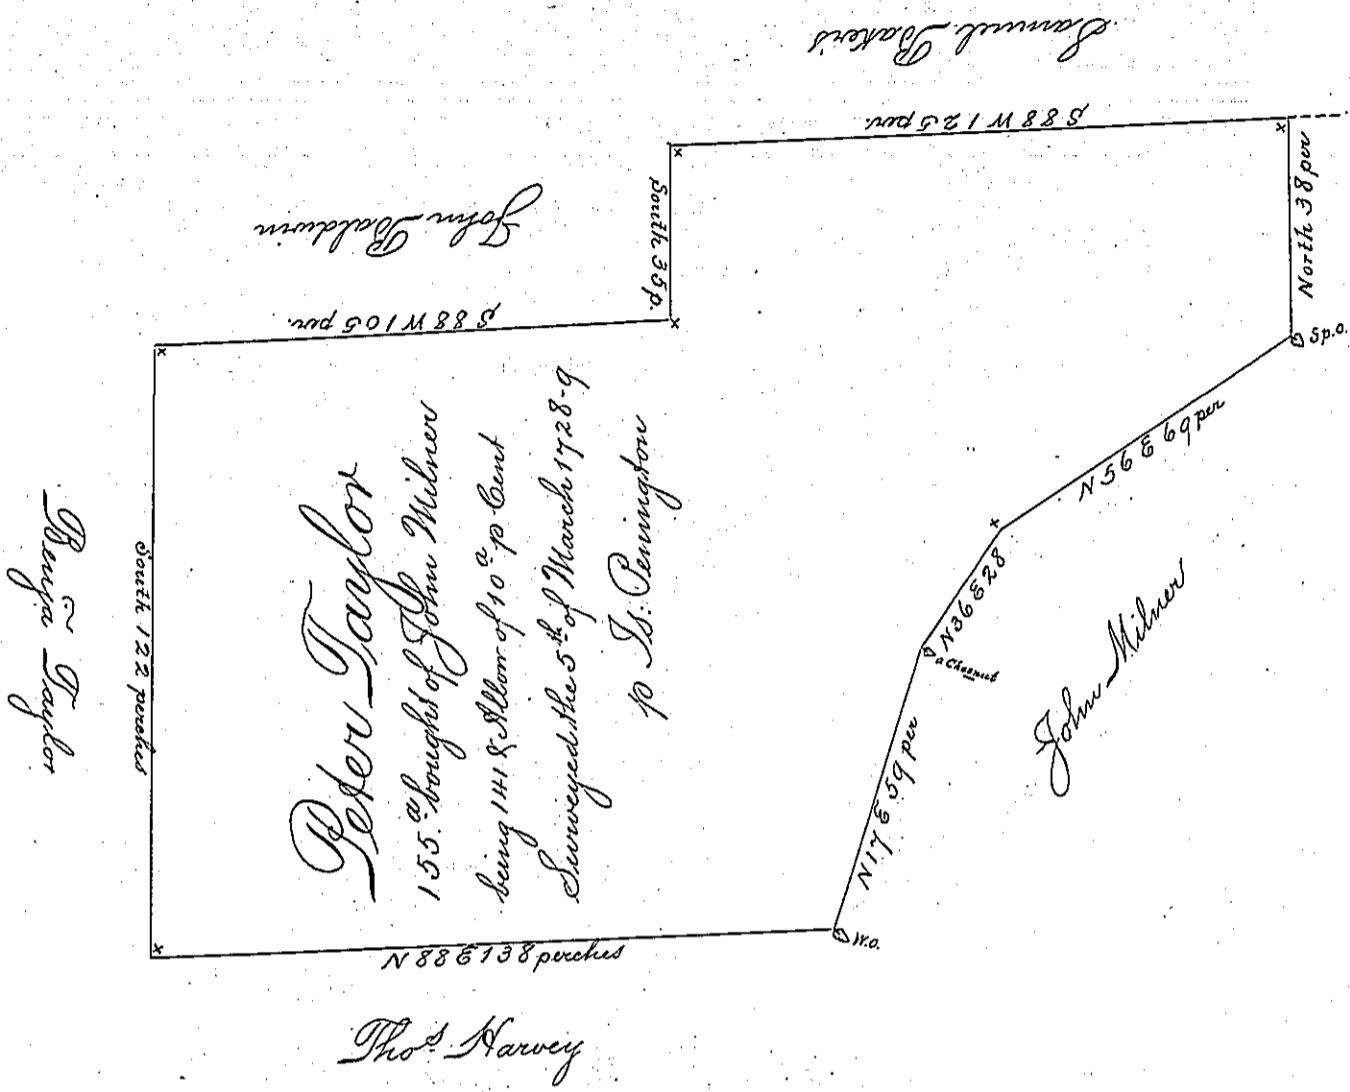 Samuel Baker's
S 88 W 125 per.
North 38 per
South 35 p.
John Baldwin
S 88 W 105 per.
Sp.o.
N 56 E 69 per
N 36 E 28
a Chesnut
John Milner
N 17 E 59 per
W.o.
N 88 E 138 perches
Thos. Harvey
South 122 perches
Benja Taylor
Peter Taylor
155 a. bought of John Milner
being 141 & Allow of 10 a p Cent
Surveyed the 5th of March 1728-9
p Is: Penington